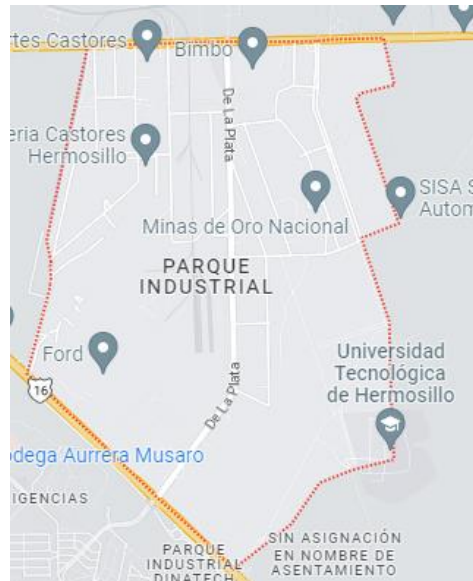 rtes Castores
Bimbo
De La Plata
ería Castores
Hermosillo
SISA S
Autom
Minas de Oro Nacional
PARQUE
INDUSTRIAL
Universidad
Tecnológica
de Hermosillo
Ford
16
De La Plata
odega Aurrera Musaro
IGENCIAS
SIN ASIGNACIÓN
EN NOMBRE DE
ASENTAMIENTO
PARQUE
INDUSTRIAL
DINATECH